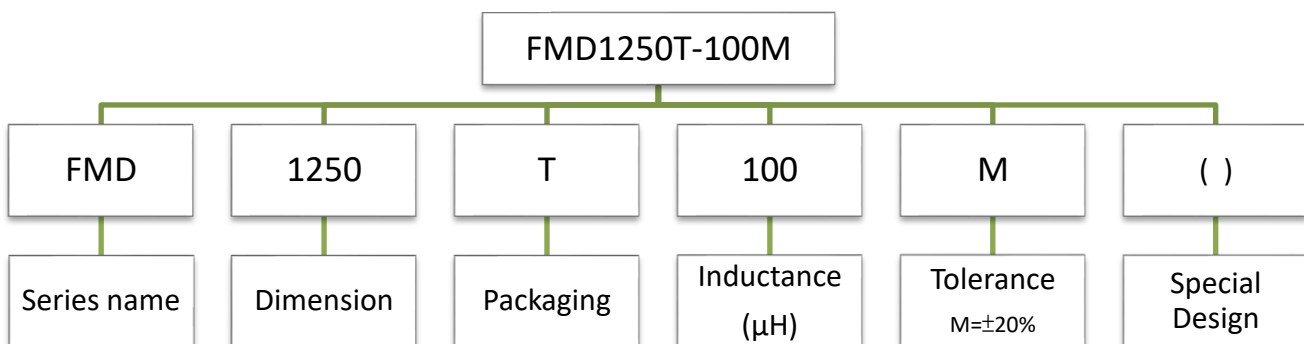 FMD1250T-100M
FMD
1250
T
100
M
( )
Series name
Dimension
Packaging
Inductance
(μH)
Tolerance
M=±20%
Special
Design